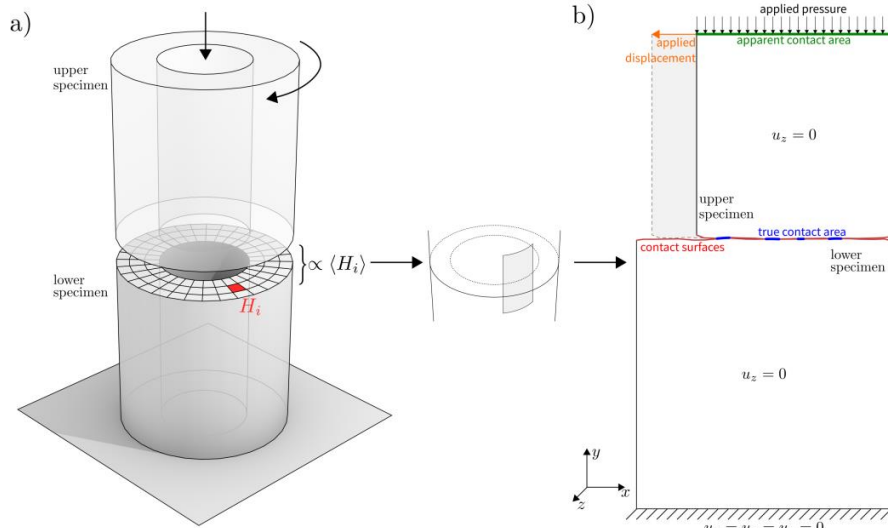 a)
upper
specimen
lower
specimen
∝ ⟨H_i⟩
H_i
b)
applied pressure
applied
displacement
apparent contact area
u_z = 0
upper
specimen
true contact area
contact surfaces
lower
specimen
u_z = 0
y
x
z